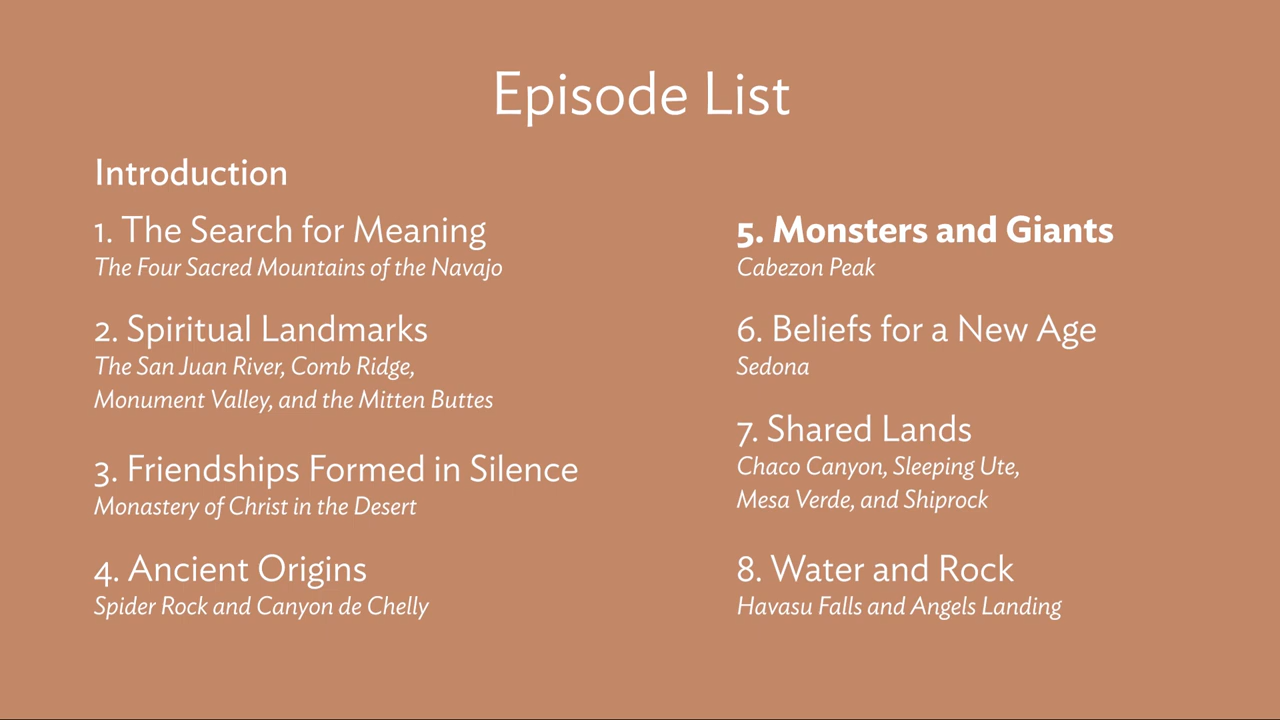 Episode List
Introduction
1. The Search for Meaning
The Four Sacred Mountains of the Navajo
2. Spiritual Landmarks
The San Juan River, Comb Ridge,
Monument Valley, and the Mitten Buttes
3. Friendships Formed in Silence
Monastery of Christ in the Desert
4. Ancient Origins
Spider Rock and Canyon de Chelly
5. Monsters and Giants
Cabezon Peak
6. Beliefs for a New Age
Sedona
7. Shared Lands
Chaco Canyon, Sleeping Ute,
Mesa Verde, and Shiprock
8. Water and Rock
Havasu Falls and Angels Landing